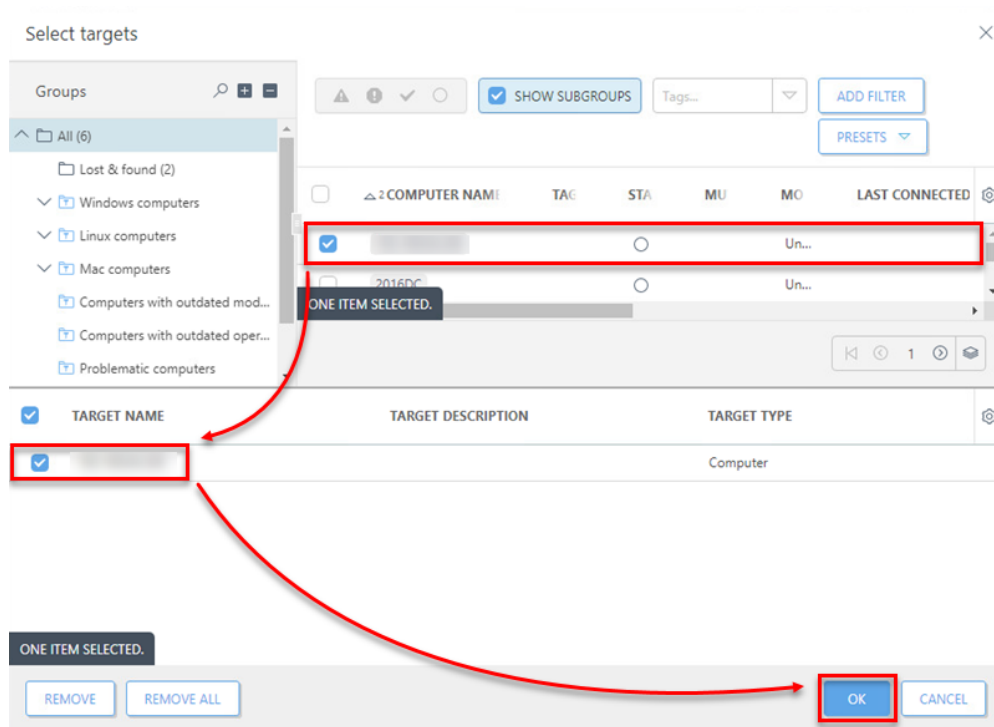 Select targets
Groups
SHOW SUBGROUPS
Tags...
ADD FILTER
PRESETS
All (6)
Lost & found (2)
Windows computers
Linux computers
Mac computers
Computers with outdated mod...
Computers with outdated oper...
Problematic computers
2 COMPUTER NAME TAG STA MU MO LAST CONNECTED
Un...
2016DC Un...
ONE ITEM SELECTED.
1
TARGET NAME TARGET DESCRIPTION TARGET TYPE
Computer
ONE ITEM SELECTED.
REMOVE REMOVE ALL OK CANCEL